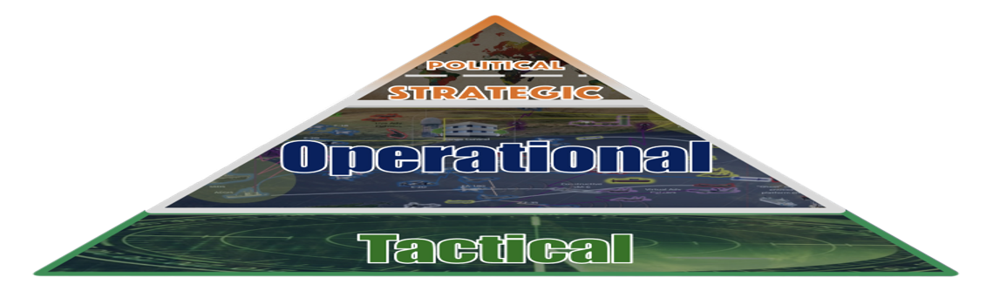 POLITICAL
STRATEGIC
Operational
Tactical